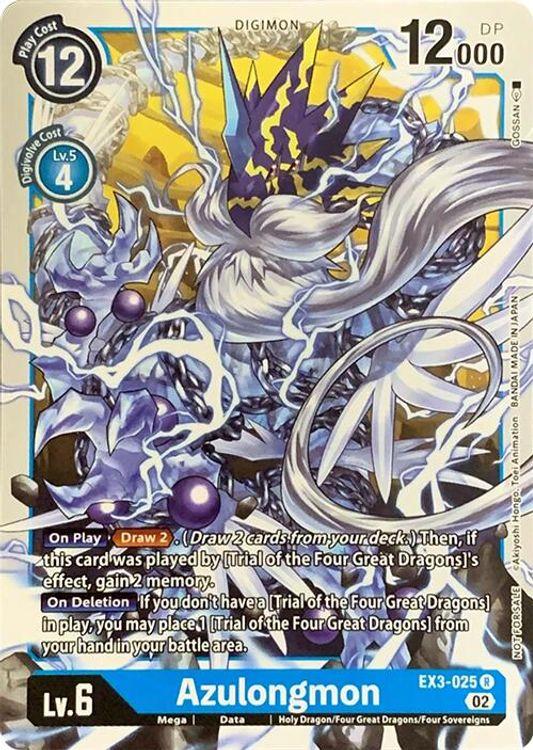 DIGIMON
Play Cost
12
12000
DP
Digivolve Cost
Lv.5
4
GOSSAN
©Akiyoshi Hongo, Toei Animation BANDAI MADE IN JAPAN
NOT FOR SALE
On Play Draw 2 . (Draw 2 cards from your deck.) Then, if
this card was played by [Trial of the Four Great Dragons]'s
effect, gain 2 memory.
On Deletion If you don't have a [Trial of the Four Great Dragons]
in play, you may place 1 [Trial of the Four Great Dragons] from
your hand in your battle area.
EX3-025 R
Lv.6
Azulongmon
02
Mega Data Holy Dragon/Four Great Dragons/Four Sovereigns